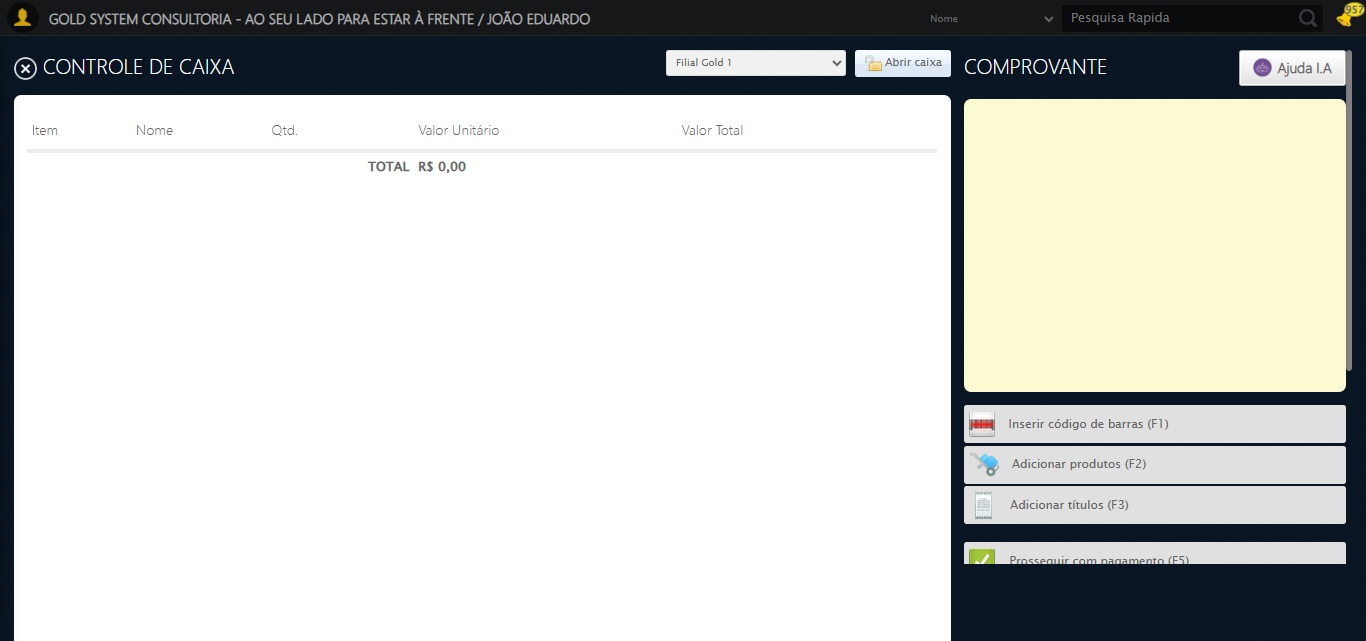 GOLD SYSTEM CONSULTORIA - AO SEU LADO PARA ESTAR À FRENTE / JOÃO EDUARDO
Nome
Pesquisa Rapida
957
CONTROLE DE CAIXA
Filial Gold 1
Abrir caixa
COMPROVANTE
Ajuda I.A
Item Nome Qtd. Valor Unitário Valor Total
TOTAL R$ 0,00
Inserir código de barras (F1)
Adicionar produtos (F2)
Adicionar títulos (F3)
Prosseguir com pagamento (F5)